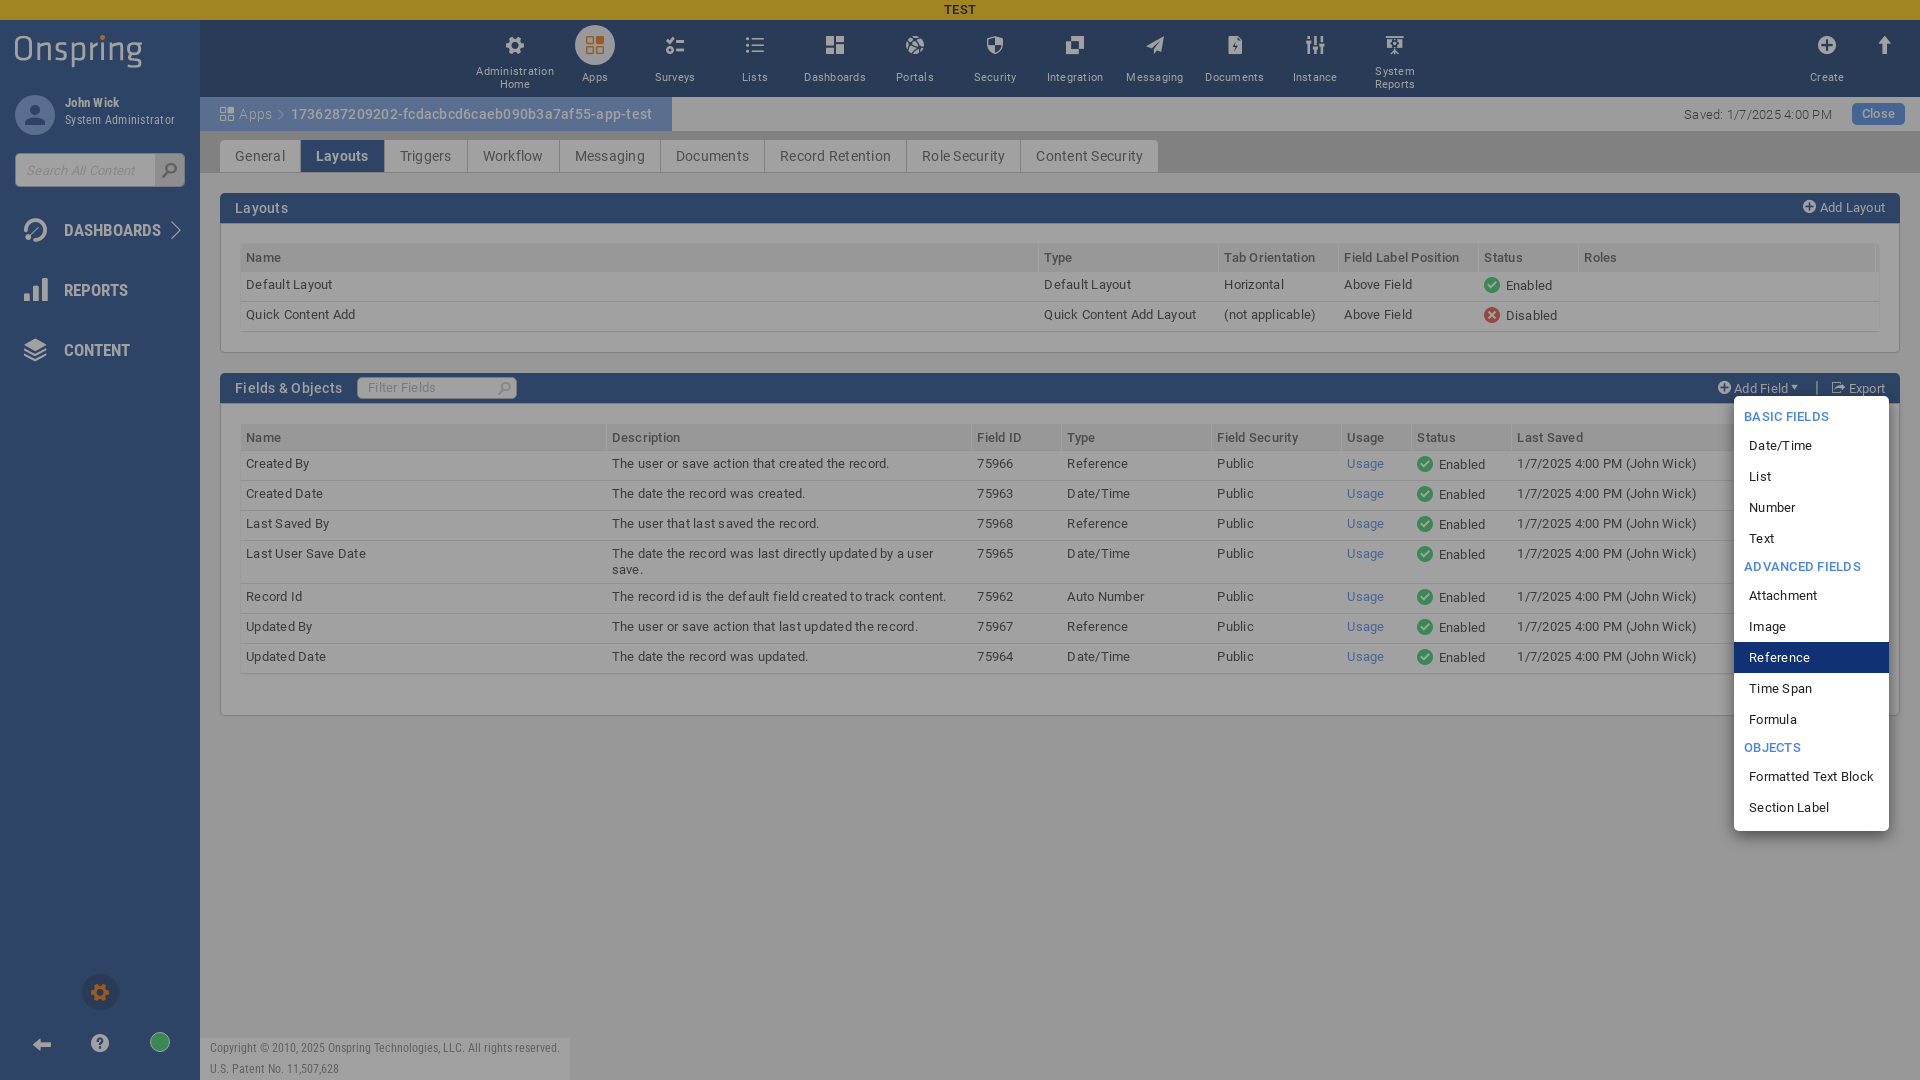 TEST
Onspring
John Wick
System Administrator
Search All Content
DASHBOARDS
REPORTS
CONTENT
Administration Home
Apps
Surveys
Lists
Dashboards
Portals
Security
Integration
Messaging
Documents
Instance
System Reports
Create
Apps
1736287209202-fcdacbcd6caeb090b3a7af55-app-test
Saved: 1/7/2025 4:00 PM
Close
General
Layouts
Triggers
Workflow
Messaging
Documents
Record Retention
Role Security
Content Security
Layouts
Add Layout
Name Type Tab Orientation Field Label Position Status Roles
Default Layout Default Layout Horizontal Above Field Enabled
Quick Content Add Quick Content Add Layout (not applicable) Above Field Disabled
Fields & Objects
Filter Fields
Add Field
|
Export
Name Description Field ID Type Field Security Usage Status Last Saved
Created By The user or save action that created the record. 75966 Reference Public Usage Enabled 1/7/2025 4:00 PM (John Wick)
Created Date The date the record was created. 75963 Date/Time Public Usage Enabled 1/7/2025 4:00 PM (John Wick)
Last Saved By The user that last saved the record. 75968 Reference Public Usage Enabled 1/7/2025 4:00 PM (John Wick)
Last User Save Date The date the record was last directly updated by a user save. 75965 Date/Time Public Usage Enabled 1/7/2025 4:00 PM (John Wick)
Record Id The record id is the default field created to track content. 75962 Auto Number Public Usage Enabled 1/7/2025 4:00 PM (John Wick)
Updated By The user or save action that last updated the record. 75967 Reference Public Usage Enabled 1/7/2025 4:00 PM (John Wick)
Updated Date The date the record was updated. 75964 Date/Time Public Usage Enabled 1/7/2025 4:00 PM (John Wick)
BASIC FIELDS
Date/Time
List
Number
Text
ADVANCED FIELDS
Attachment
Image
Reference
Time Span
Formula
OBJECTS
Formatted Text Block
Section Label
Copyright © 2010, 2025 Onspring Technologies, LLC. All rights reserved.
U.S. Patent No. 11,507,628